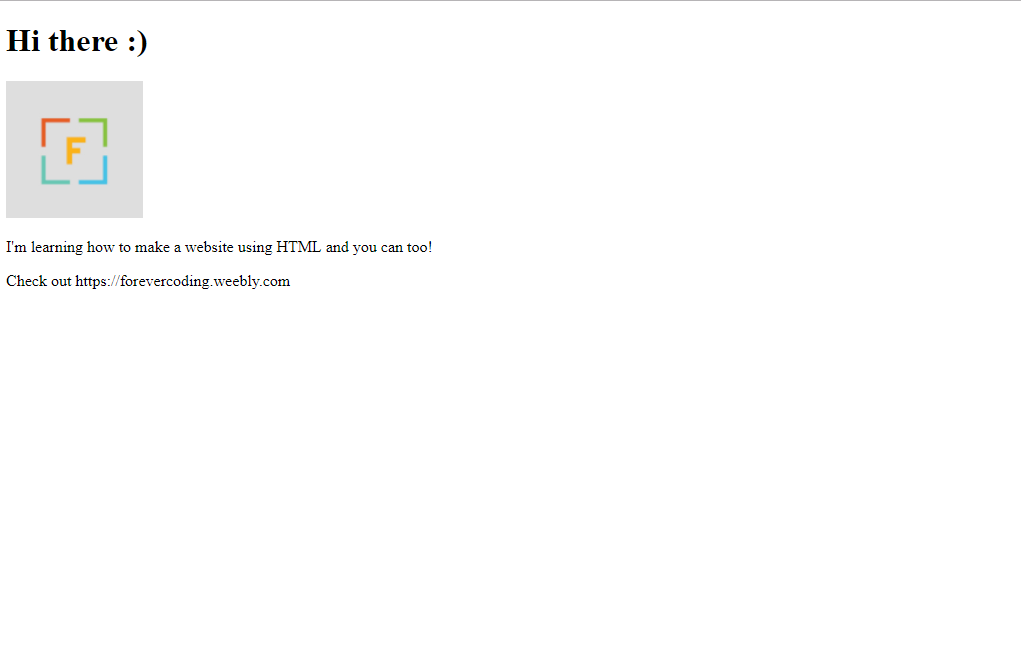 Hi there :)
F
I'm learning how to make a website using HTML and you can too!
Check out https://forevercoding.weebly.com